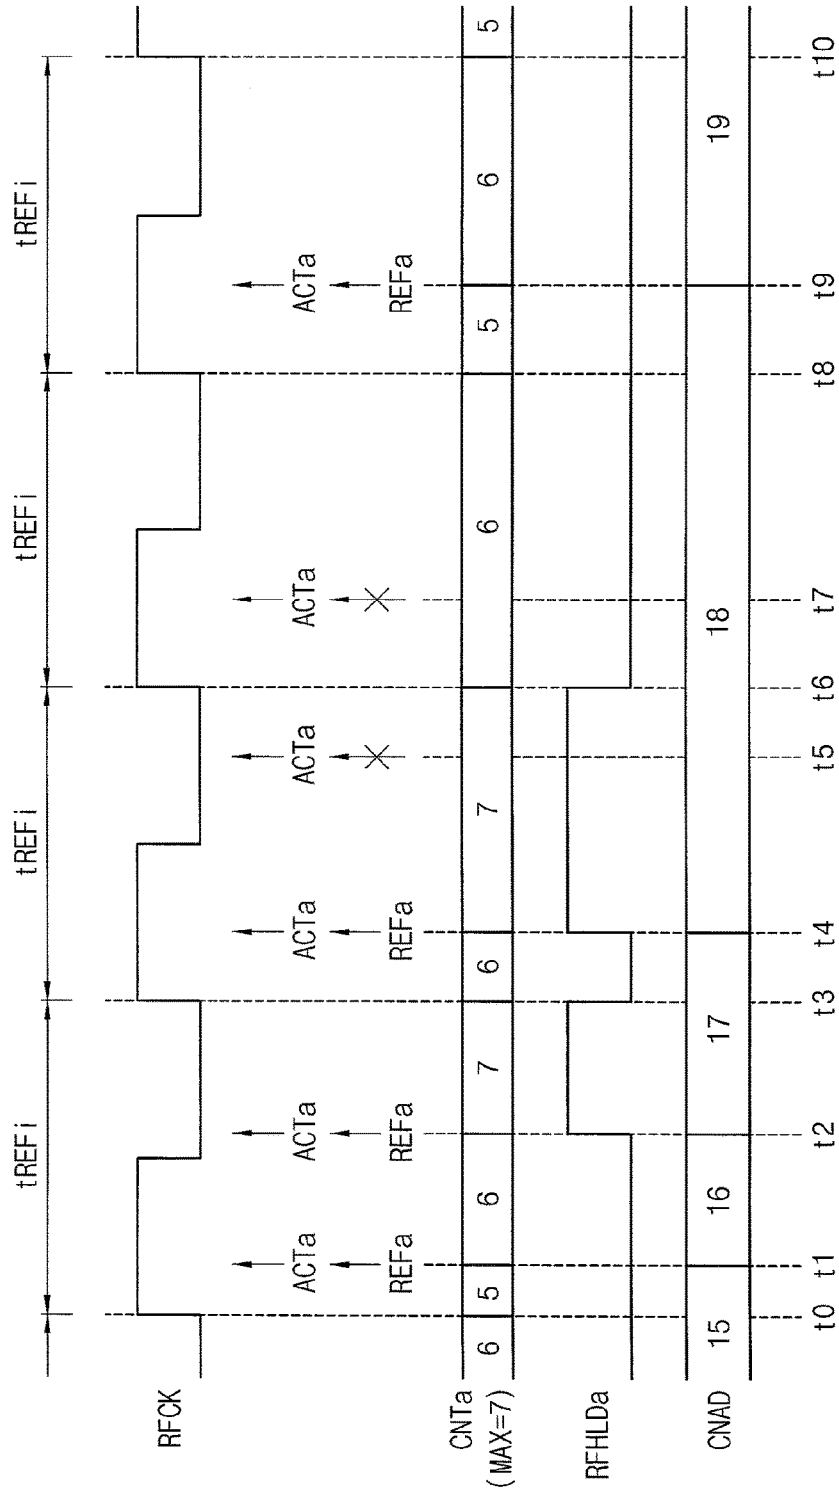 tREFi tREFi tREFi tREFi
RFCK
ACTa ACTa ACTa ACTa ACTa ACTa
REFa REFa REFa REFa
CNTa
(MAX=7)
6 5 6 7 6 7 6 5 6 5
RFHLDa
CNAD
15 16 17 18 19
t0 t1 t2 t3 t4 t5 t6 t7 t8 t9 t10